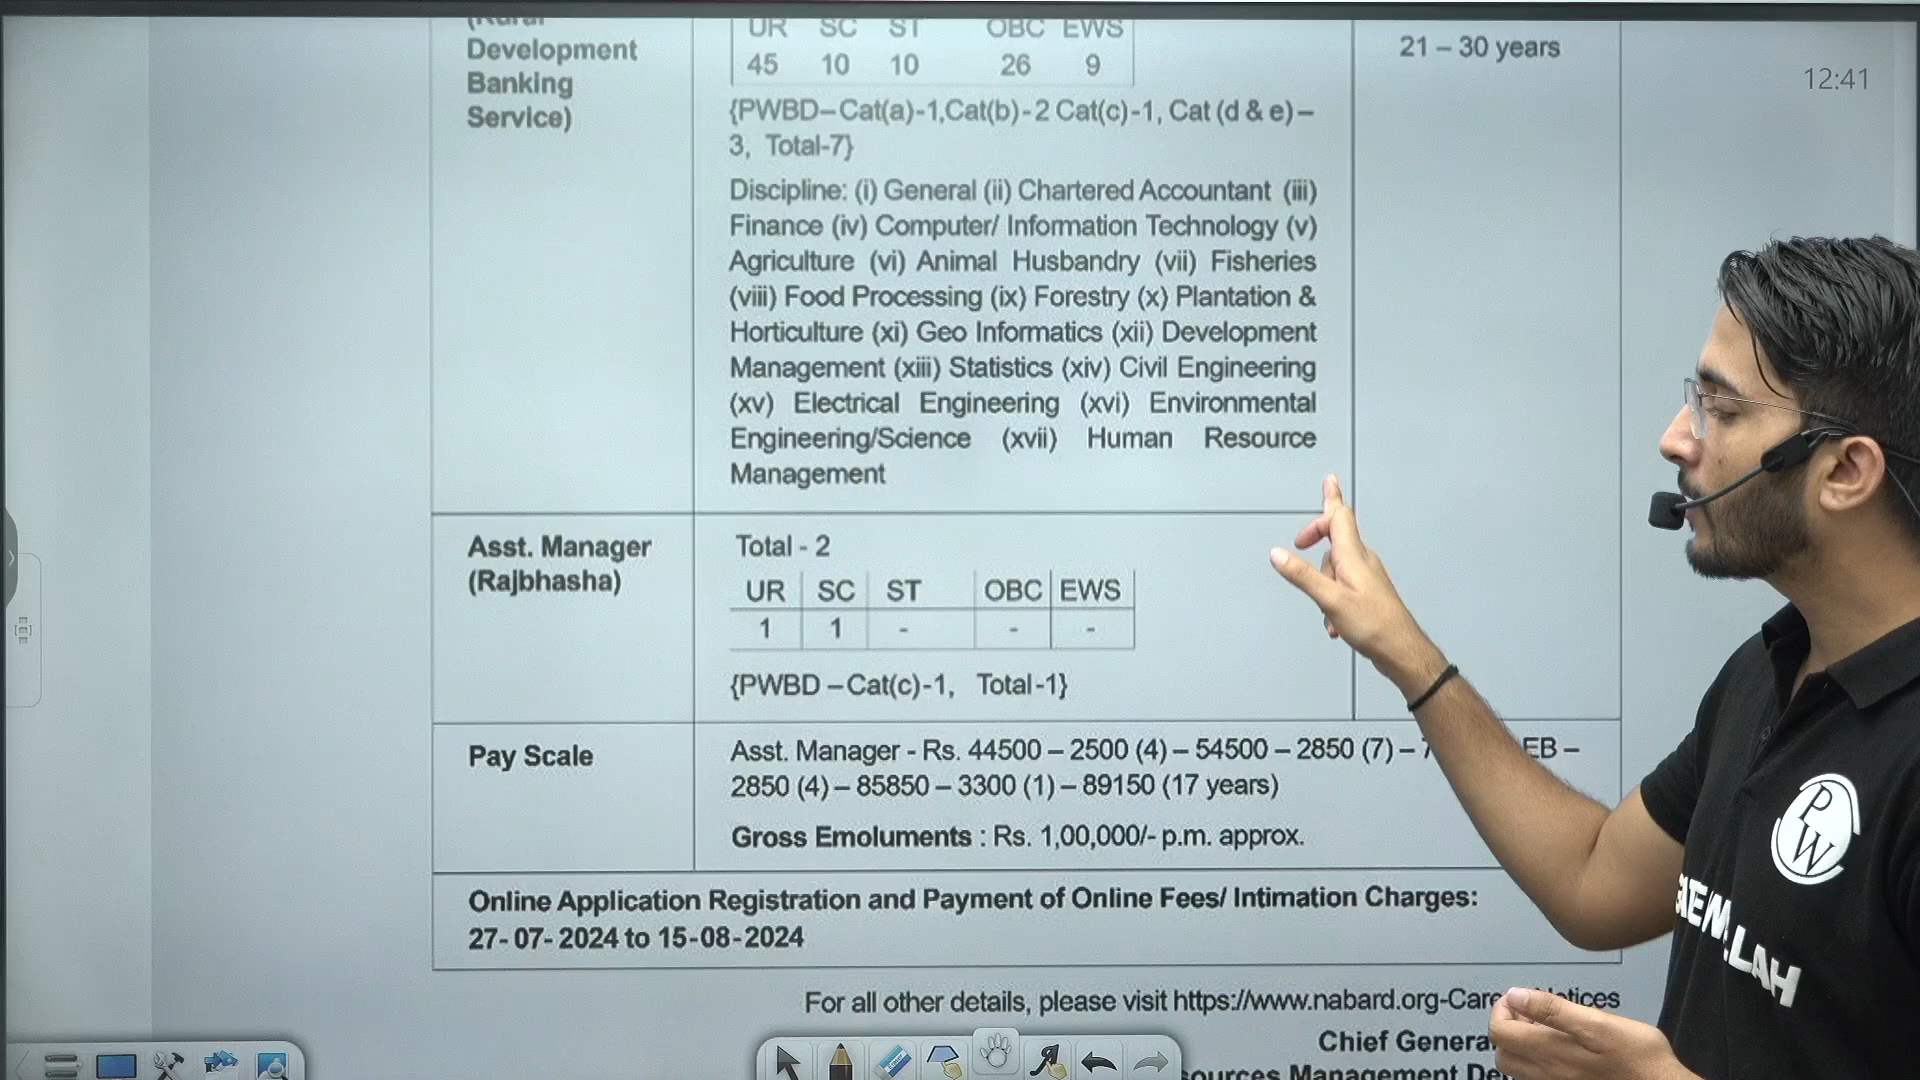 (Rural
Development
Banking
Service)
UR SC ST OBC EWS
45 10 10 26 9
{PWBD–Cat(a)-1,Cat(b)-2 Cat(c)-1, Cat (d & e)–
3, Total-7}
Discipline: (i) General (ii) Chartered Accountant (iii)
Finance (iv) Computer/ Information Technology (v)
Agriculture (vi) Animal Husbandry (vii) Fisheries
(viii) Food Processing (ix) Forestry (x) Plantation &
Horticulture (xi) Geo Informatics (xii) Development
Management (xiii) Statistics (xiv) Civil Engineering
(xv) Electrical Engineering (xvi) Environmental
Engineering/Science (xvii) Human Resource
Management
21 – 30 years
12:41
Asst. Manager
(Rajbhasha)
Total - 2
UR SC ST OBC EWS
1 1 - - -
{PWBD –Cat(c)-1, Total-1}
Pay Scale
Asst. Manager - Rs. 44500 – 2500 (4) – 54500 – 2850 (7) – EB –
2850 (4) – 85850 – 3300 (1) – 89150 (17 years)
Gross Emoluments : Rs. 1,00,000/- p.m. approx.
Online Application Registration and Payment of Online Fees/ Intimation Charges:
27- 07- 2024 to 15-08-2024
For all other details, please visit https://www.nabard.org-Care
Chief Genera
sources Management De
PW